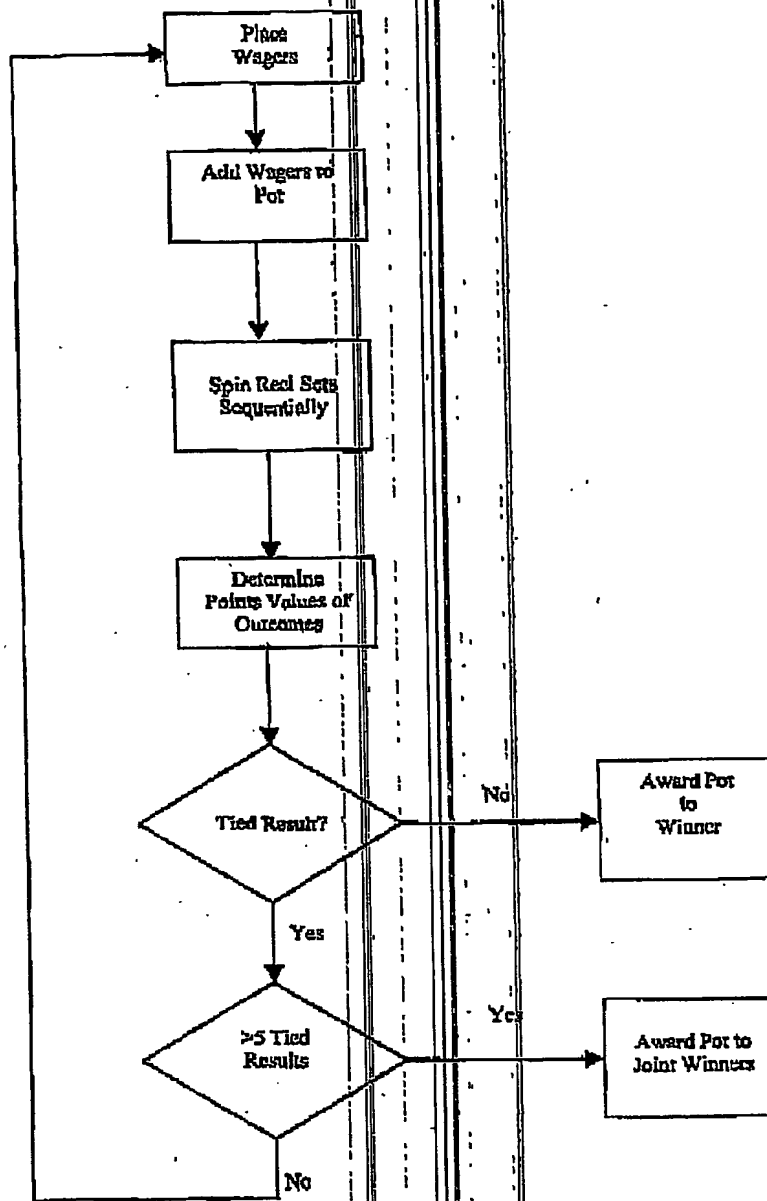 Place
Wagers
Add Wagers to
Pot
Spin Reel Sets
Sequentially
Determine
Points Values of
Outcomes
Tied Result?
No
Award Pot
to
Winner
Yes
>5 Tied
Results
Yes
Award Pot to
Joint Winners
No